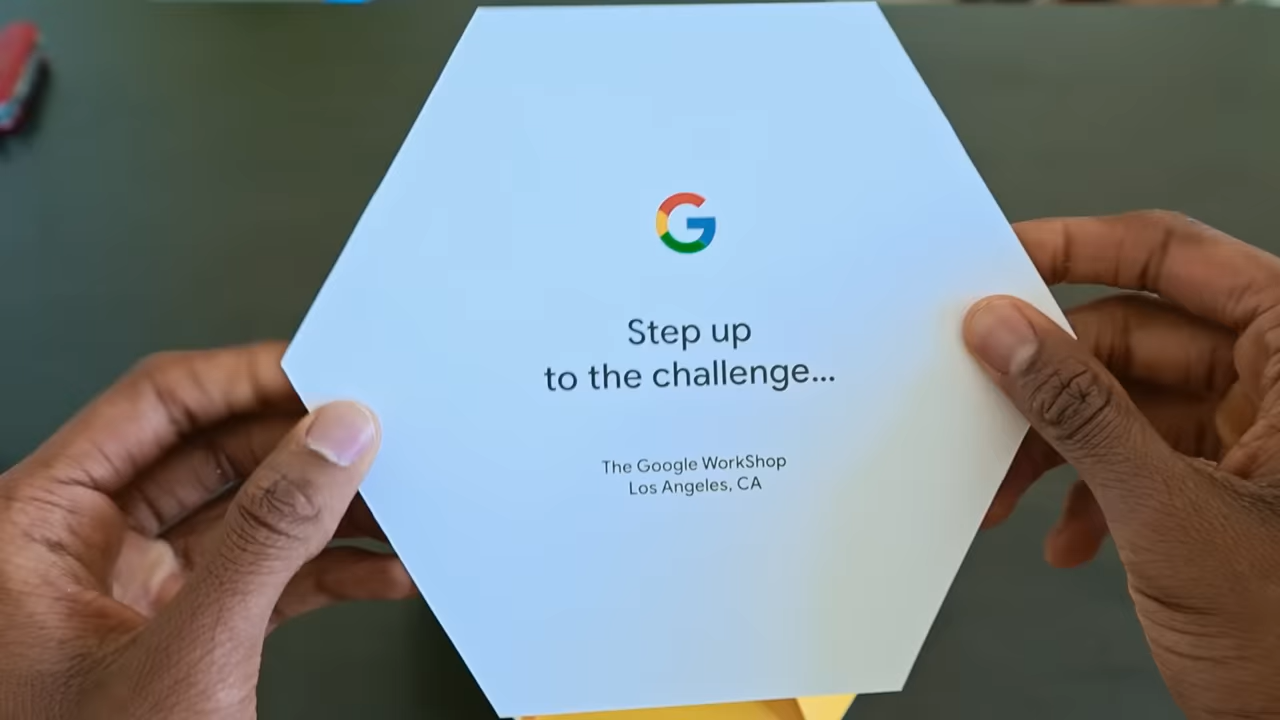 Step up
to the challenge...
The Google WorkShop
Los Angeles, CA